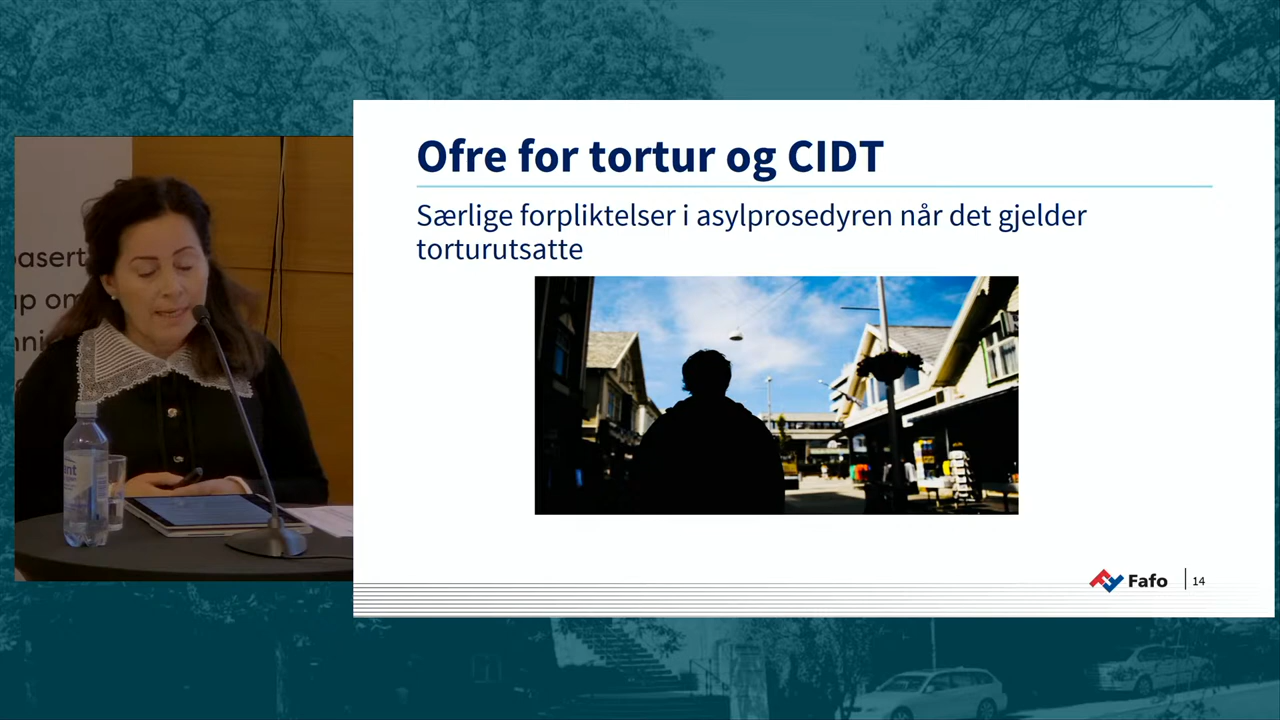 Ofre for tortur og CIDT
Særlige forpliktelser i asylprosedyren når det gjelder
torturutsatte
Fafo
14